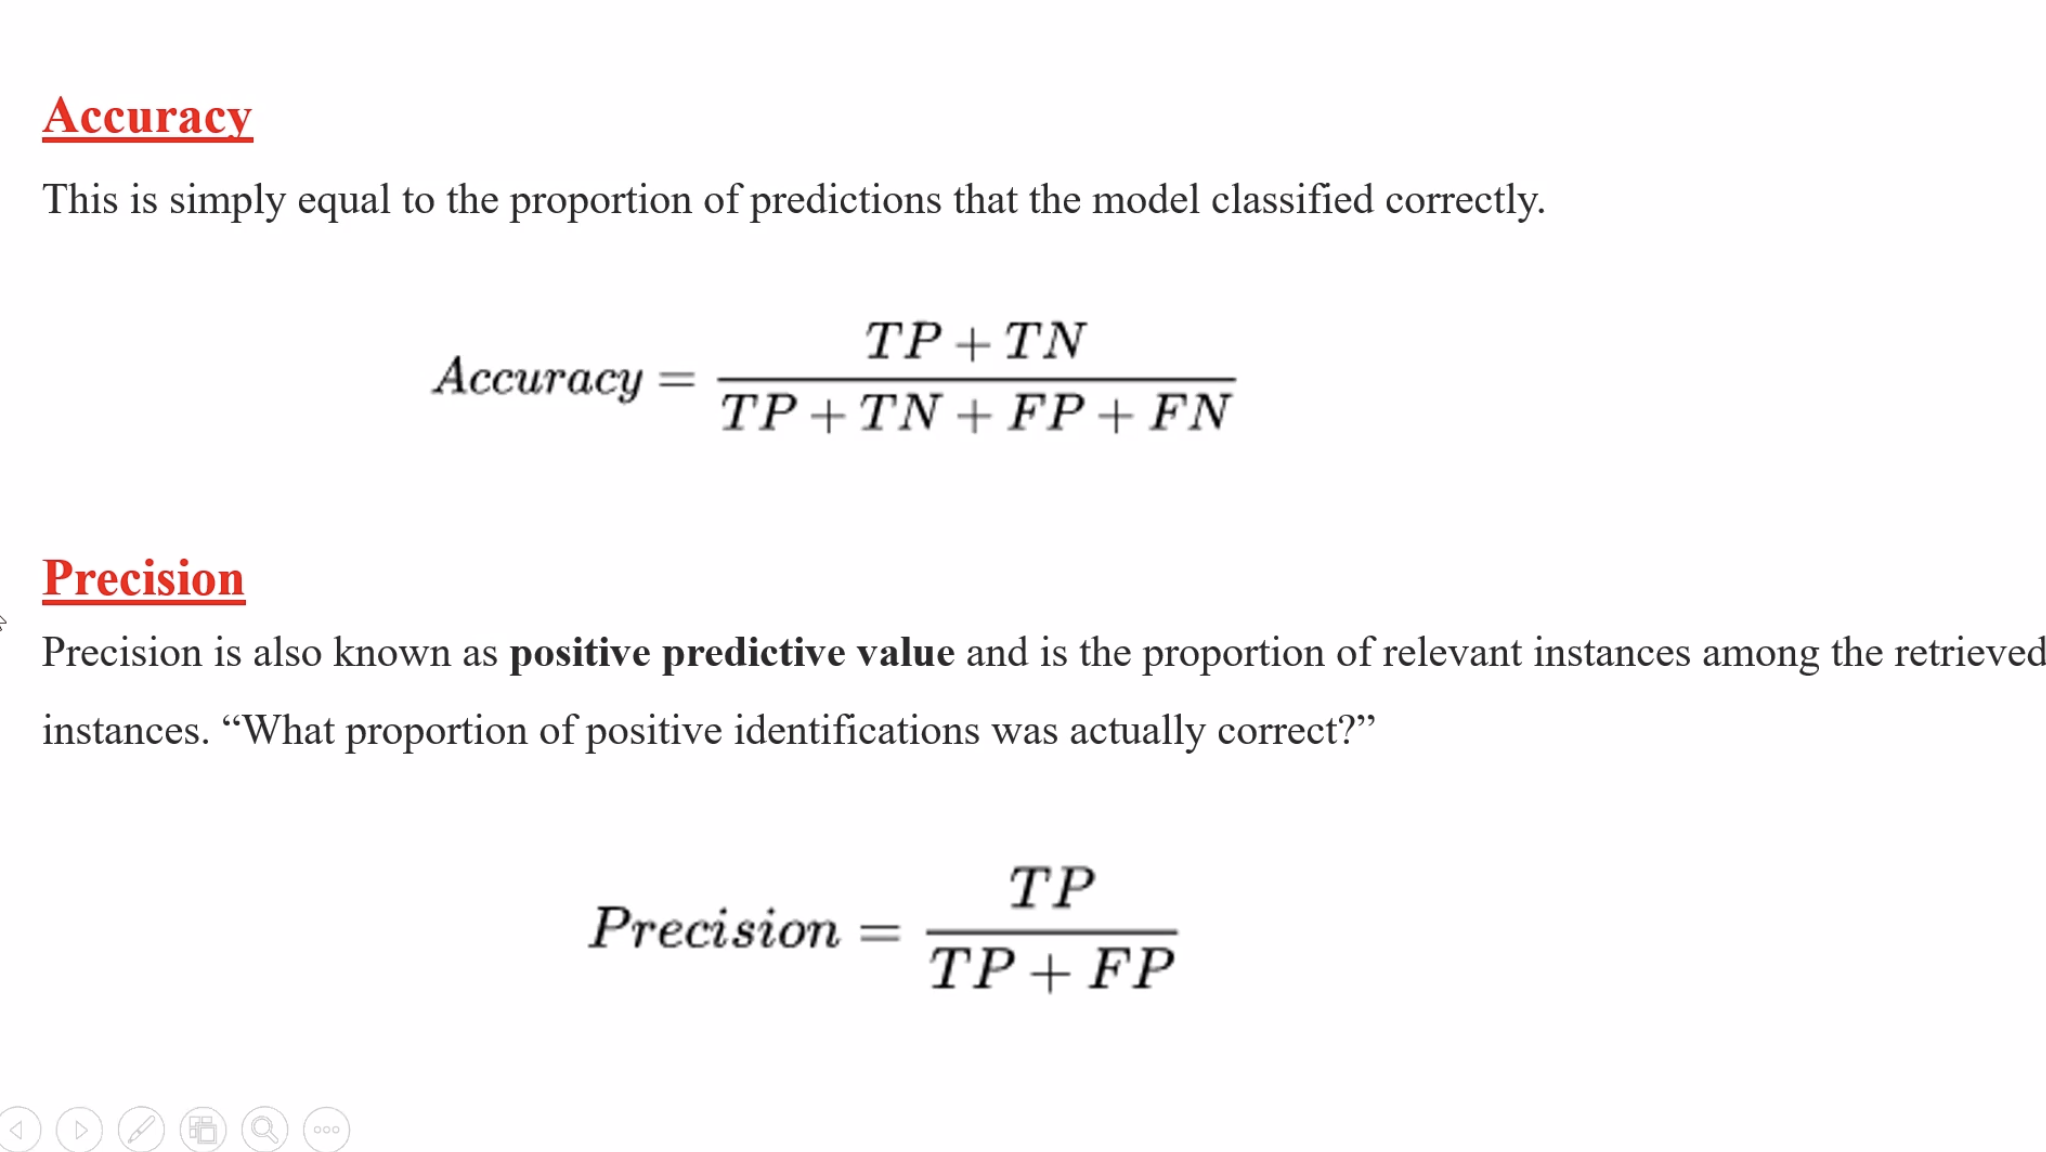 Accuracy
This is simply equal to the proportion of predictions that the model classified correctly.
TP + TN
Accuracy =
TP + TN + FP + FN
Precision
Precision is also known as positive predictive value and is the proportion of relevant instances among the retrieved
instances. “What proportion of positive identifications was actually correct?”
TP
Precision =
TP + FP